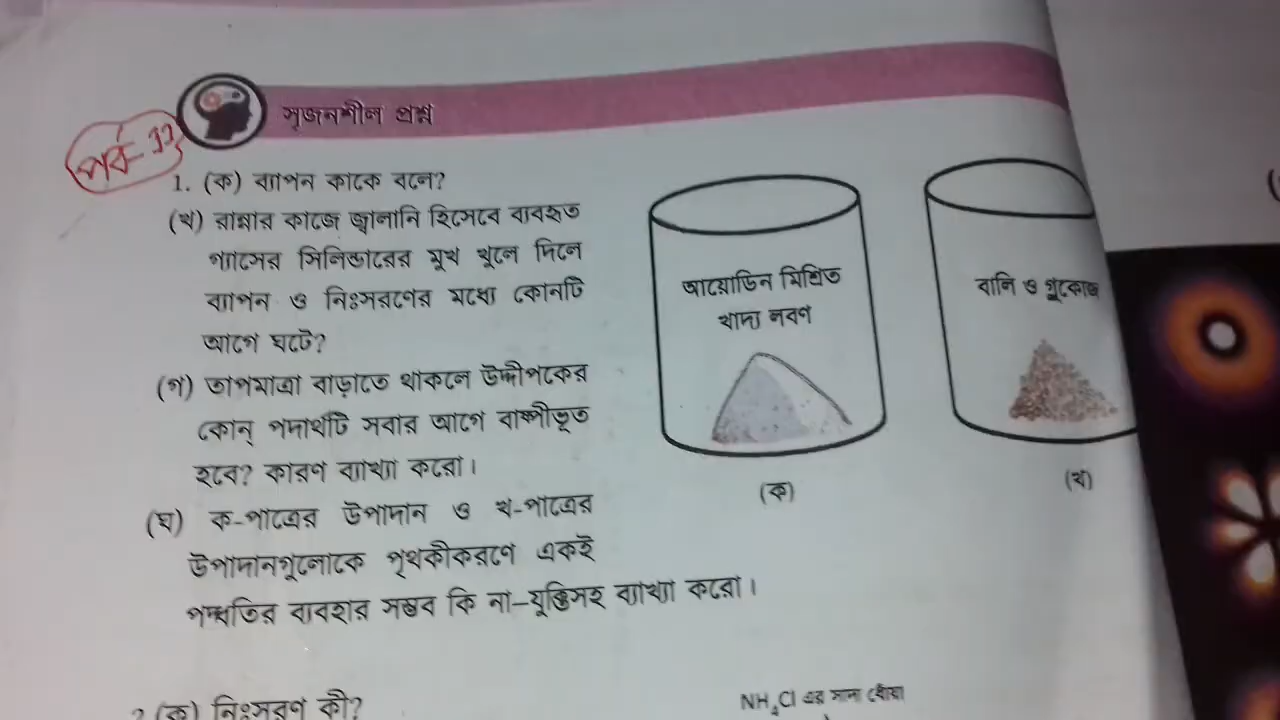 সৃজনশীল প্রশ্ন
পর্ব-11
1. (ক) ব্যাপন কাকে বলে?
(খ) রান্নার কাজে জ্বালানি হিসেবে ব্যবহৃত
গ্যাসের সিলিন্ডারের মুখ খুলে দিলে
ব্যাপন ও নিঃসরণের মধ্যে কোনটি
আগে ঘটে?
(গ) তাপমাত্রা বাড়াতে থাকলে উদ্দীপকের
কোন্ পদার্থটি সবার আগে বাষ্পীভূত
হবে? কারণ ব্যাখ্যা করো।
(ঘ) ক-পাত্রের উপাদান ও খ-পাত্রের
উপাদানগুলোকে পৃথকীকরণে একই
পদ্ধতির ব্যবহার সম্ভব কি না—যুক্তিসহ ব্যাখ্যা করো।
আয়োডিন মিশ্রিত
খাদ্য লবণ
(ক)
বালি ও গ্লুকোজ
(খ)
2 (ক) নিঃসরণ কী?
NH₄Cl এর সাদা ধোঁয়া